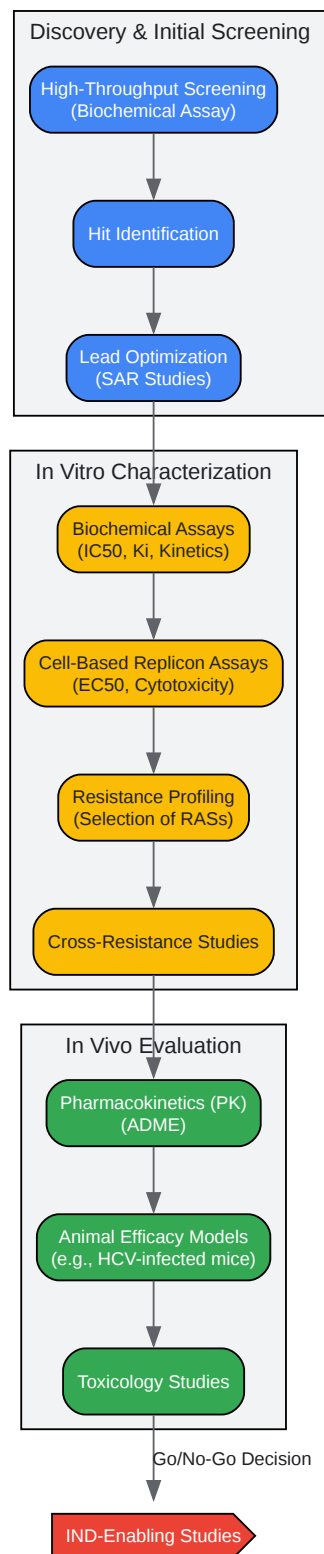 Discovery & Initial Screening
High-Throughput Screening
(Biochemical Assay)
Hit Identification
Lead Optimization
(SAR Studies)
In Vitro Characterization
Biochemical Assays
(IC50, Ki, Kinetics)
Cell-Based Replicon Assays
(EC50, Cytotoxicity)
Resistance Profiling
(Selection of RASs)
Cross-Resistance Studies
In Vivo Evaluation
Pharmacokinetics (PK)
(ADME)
Animal Efficacy Models
(e.g., HCV-infected mice)
Toxicology Studies
Go/No-Go Decision
IND-Enabling Studies